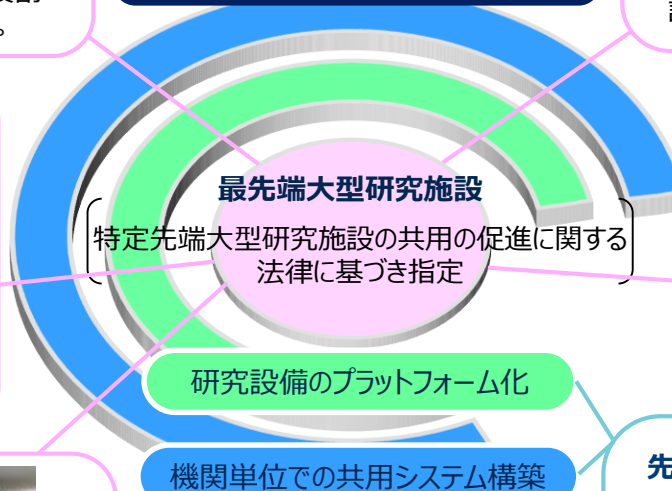 。
最先端大型研究施設
特定先端大型研究施設の共用の促進に関する
法律に基づき指定
研究設備のプラットフォーム化
機関単位での共用システム構築
先